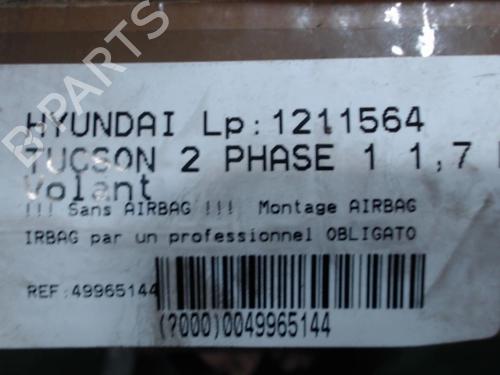 HYUNDAI Lp:1211564
TUCSON 2 PHASE 1 1,7
Volant
!!! Sans AIRBAG !!! Montage AIRBAG
IRBAG par un professionnel OBLIGATO
REF:49965144
(?000)0049965144